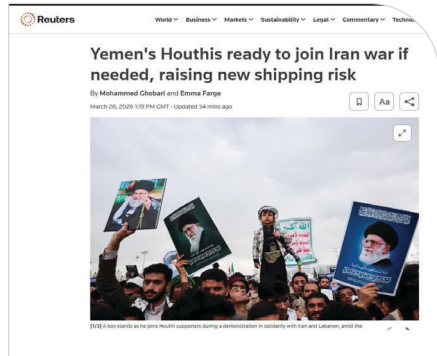 Reuters
World Business Markets Sustainability Legal Commentary
Yemen's Houthis ready to join Iran war if
needed, raising new shipping risk
By Mohammed Ghobari and Emma Farge
March 26, 2026 1:19 PM GMT · Updated 34 mins ago
Aa
الله أكبر
[1/3] A boy stands as he joins Houthi supporters during a demonstration in solidarity with Iran and Lebanon, amid the